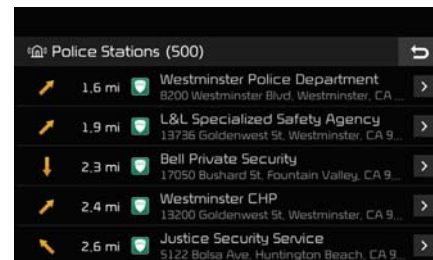 Police Stations (500)
1.6 mi Westminster Police Department
8200 Westminster Blvd, Westminster, CA ...
1.9 mi L&L Specialized Safety Agency
13736 Goldenwest St, Westminster, CA 9...
2.3 mi Bell Private Security
17050 Bushard St, Fountain Valley, CA 9...
2.4 mi Westminster CHP
13200 Goldenwest St, Westminster, CA 9...
2.6 mi Justice Security Service
5122 Bolsa Ave, Huntington Beach, CA 9...